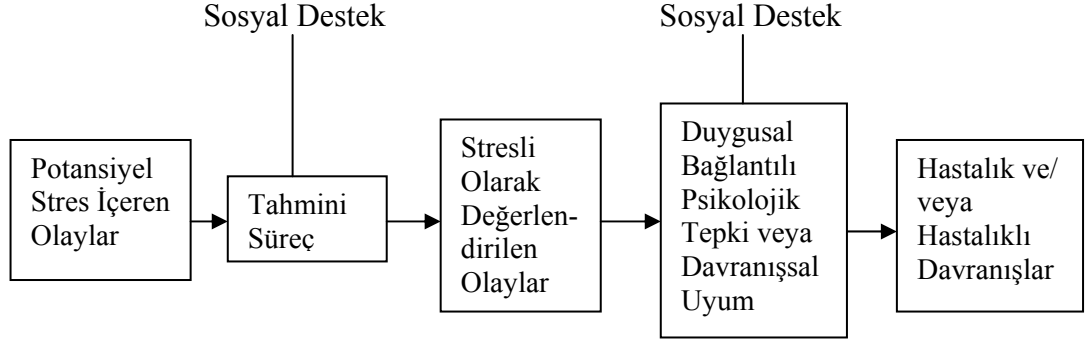 Sosyal Destek
Sosyal Destek
Potansiyel
Stres İçeren
Olaylar
Tahmini
Süreç
Stresli
Olarak
Değerlen-
dirilen
Olaylar
Duygusal
Bağlantılı
Psikolojik
Tepki veya
Davranışsal
Uyum
Hastalık ve/
veya
Hastalıklı
Davranışlar